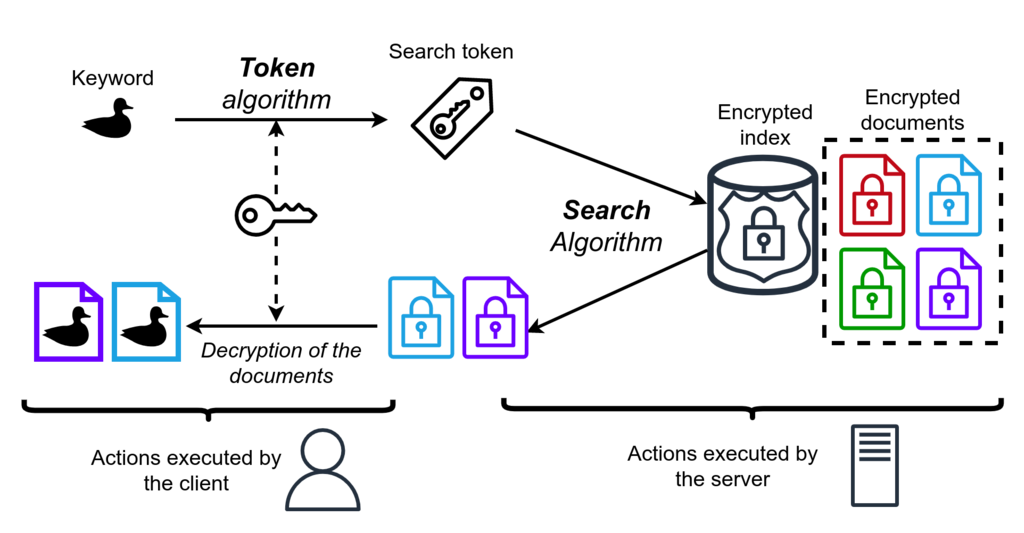 Keyword
Token
algorithm
Search token
Encrypted
index
Encrypted
documents
Search
Algorithm
Decryption of the
documents
Actions executed by
the client
Actions executed by
the server